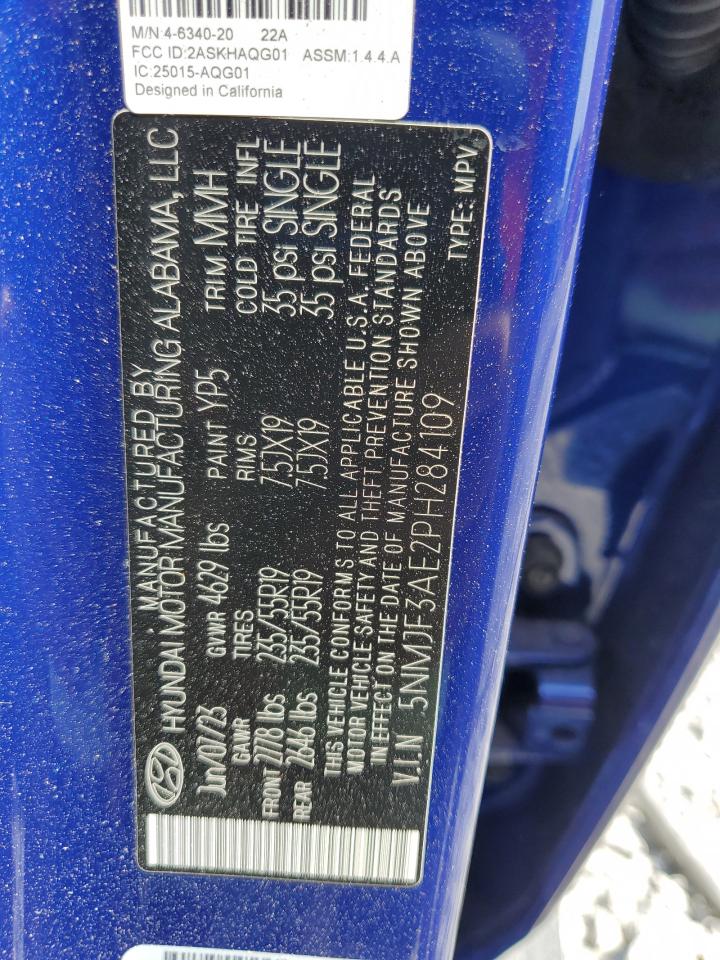 M/N:4-6340-20 22A
FCC ID:2ASKHAQG01 ASSM:1.4.4.A
IC:25015-AQG01
Designed in California
MANUFACTURED BY
HYUNDAI MOTOR MANUFACTURING ALABAMA, LLC
Jun/07/23 GVWR 4629 lbs PAINT YP5 TRIM MMH
GAWR TIRES RIMS COLD TIRE INFL
FRONT 2778 lbs 235/55R19 7.5JX19 35 psi SINGLE
REAR 2646 lbs 235/55R19 7.5JX19 35 psi SINGLE
THIS VEHICLE CONFORMS TO ALL APPLICABLE U.S.A. FEDERAL
MOTOR VEHICLE SAFETY AND THEFT PREVENTION STANDARDS
IN EFFECT ON THE DATE OF MANUFACTURE SHOWN ABOVE
V.I.N 5NMJF3AE2PH284109 TYPE: MPV